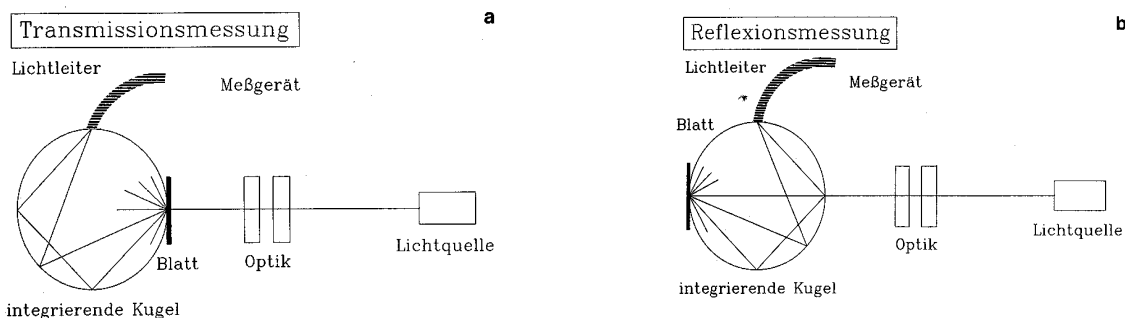 a
Transmissionsmessung
Lichtleiter
Meßgerät
Blatt
Optik
Lichtquelle
integrierende Kugel
b
Reflexionsmessung
Lichtleiter
Meßgerät
Blatt
Optik
Lichtquelle
integrierende Kugel